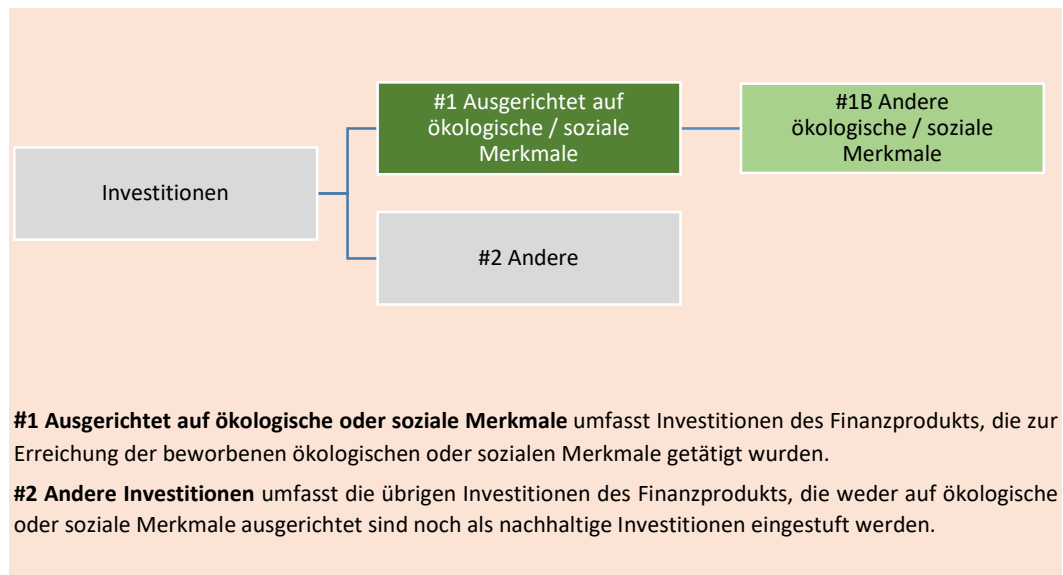 #1 Ausgerichtet auf
ökologische / soziale
Merkmale
#1B Andere
ökologische / soziale
Merkmale
Investitionen
#2 Andere
#1 Ausgerichtet auf ökologische oder soziale Merkmale umfasst Investitionen des Finanzprodukts, die zur
Erreichung der beworbenen ökologischen oder sozialen Merkmale getätigt wurden.
#2 Andere Investitionen umfasst die übrigen Investitionen des Finanzprodukts, die weder auf ökologische
oder soziale Merkmale ausgerichtet sind noch als nachhaltige Investitionen eingestuft werden.